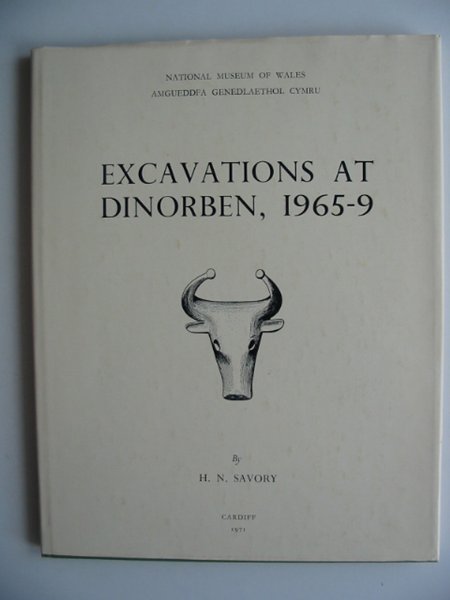 NATIONAL MUSEUM OF WALES
AMGUEDDFA GENEDLAETHOL CYMRU
EXCAVATIONS AT
DINORBEN, 1965-9
By
H. N. SAVORY
CARDIFF
1971